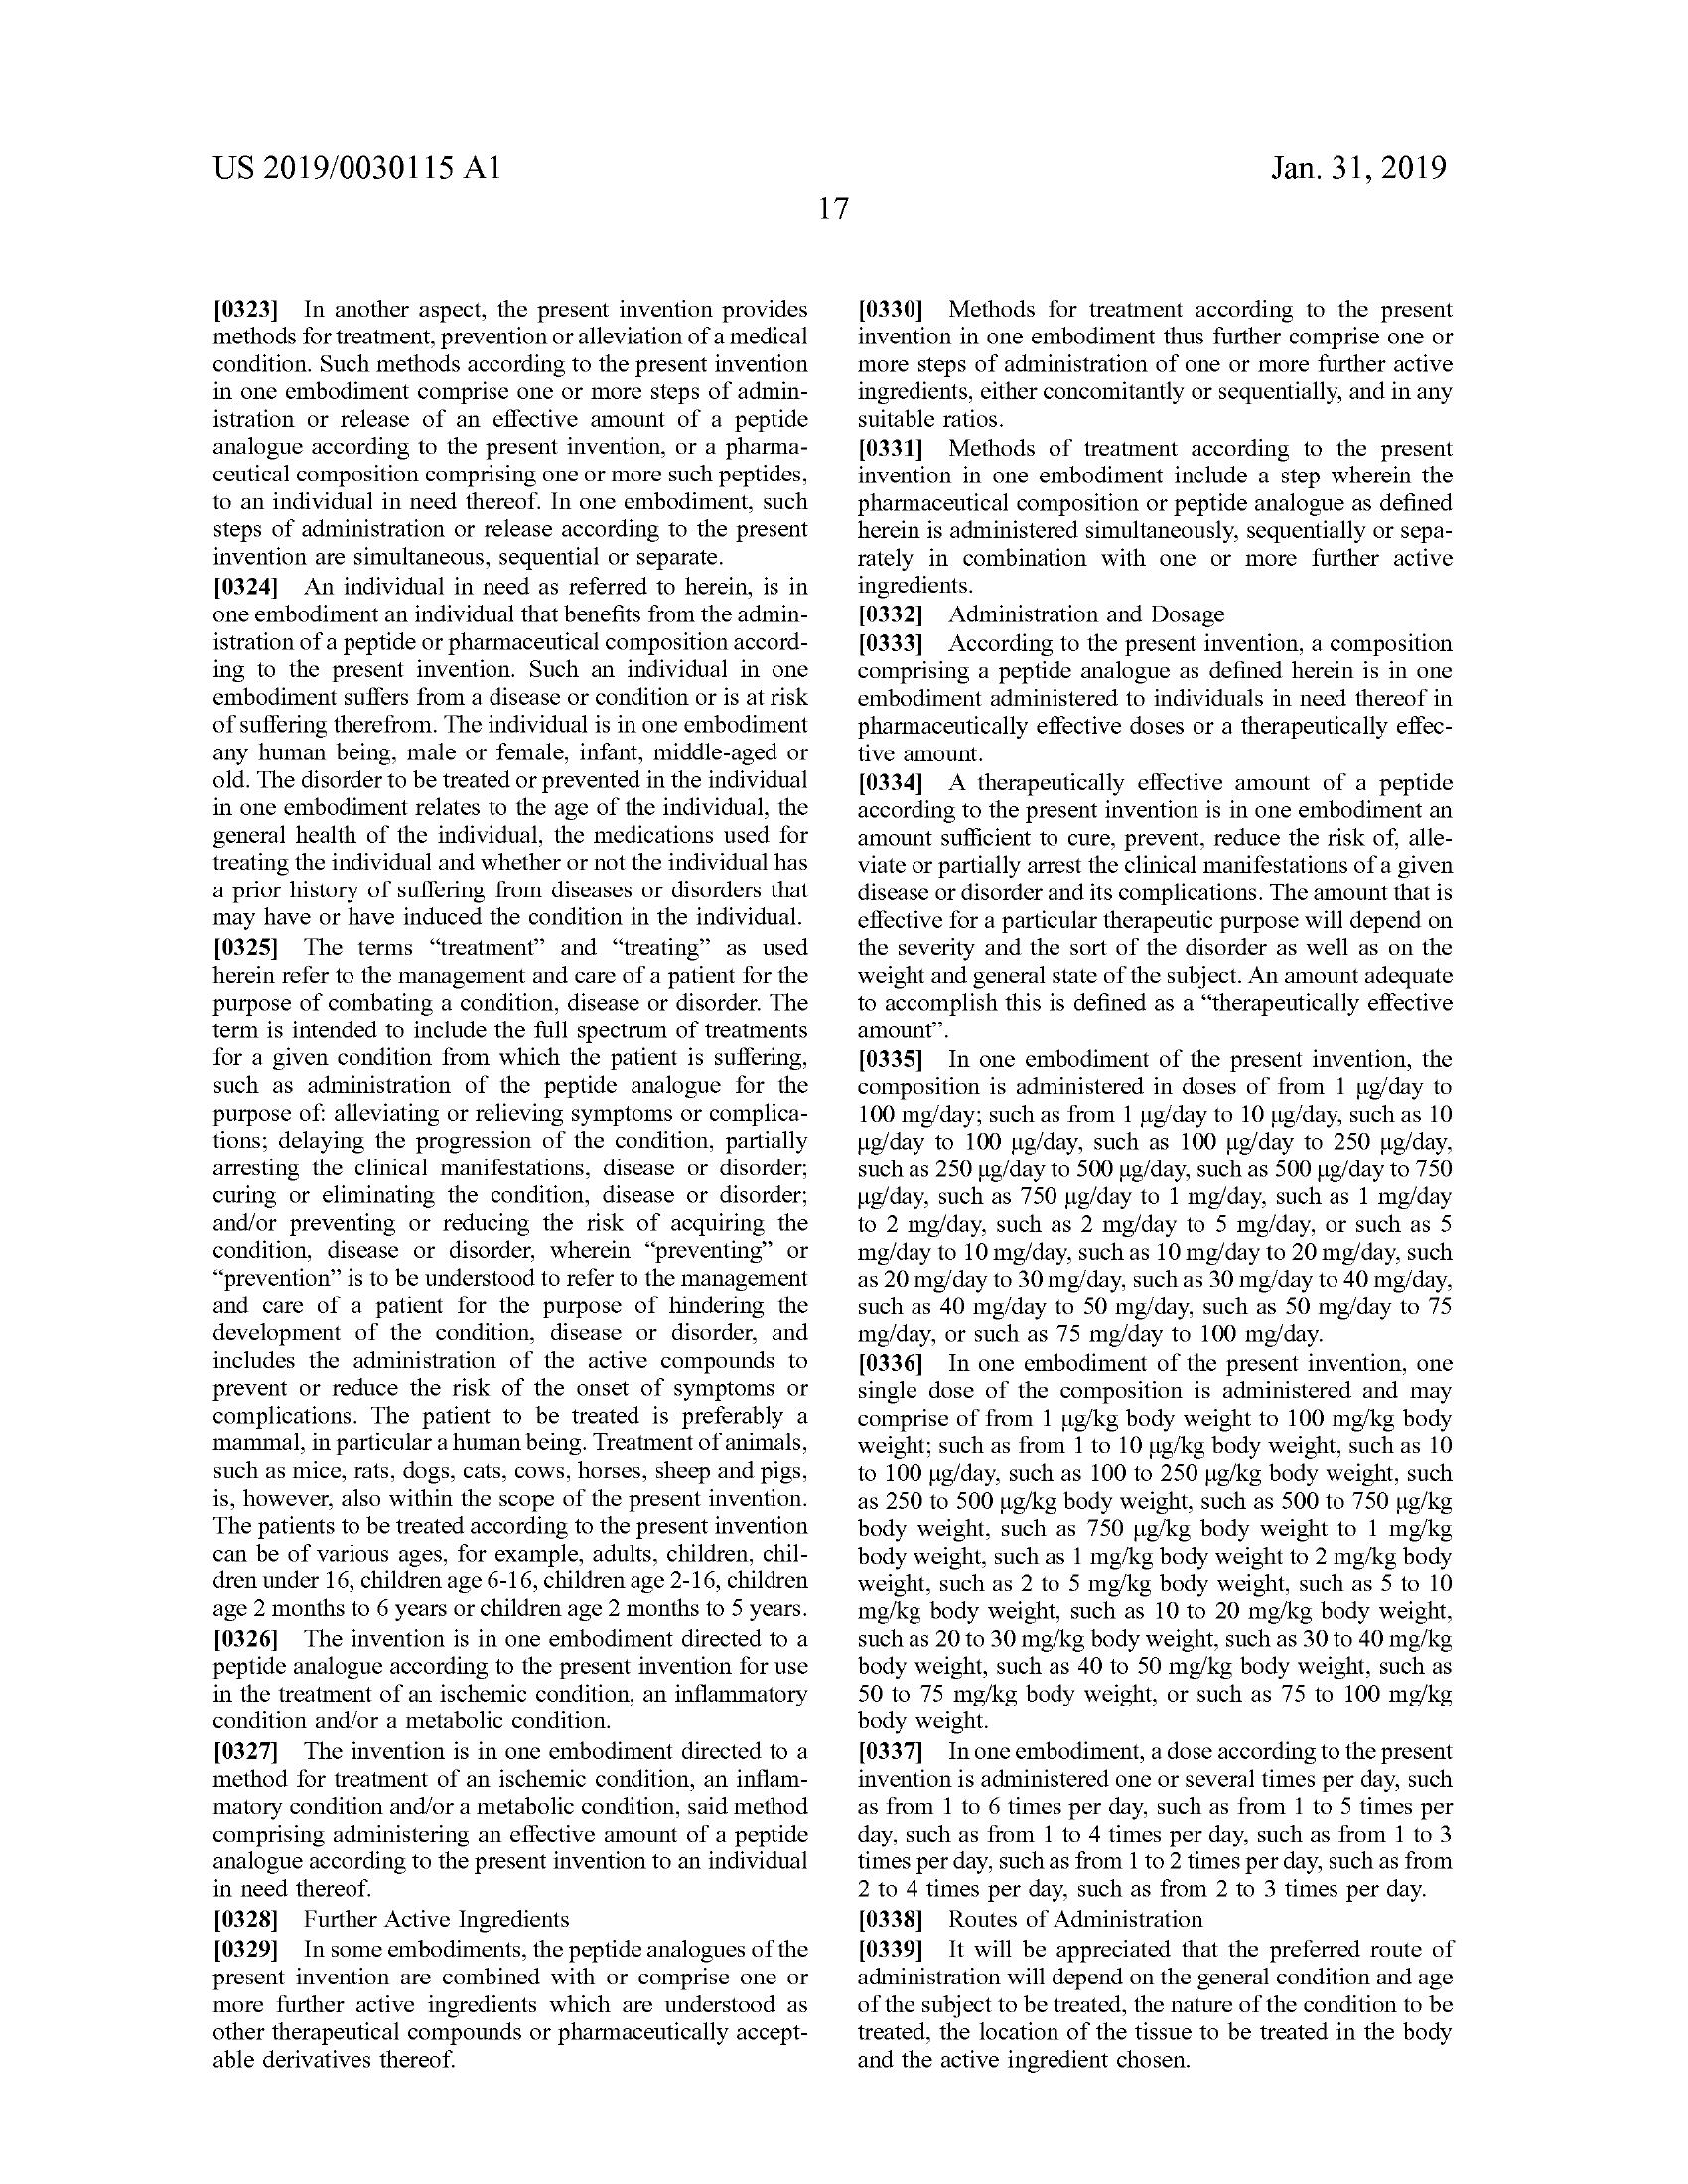 US 2019/0030115 A1
Jan. 31, 2019
17
[0323] In another aspect, the present invention provides
methods for treatment, prevention or alleviation of a medical
condition. Such methods according to the present invention
in one embodiment comprise one or more steps of admin-
istration or release of an effective amount of a peptide
analogue according to the present invention, or a pharma-
ceutical composition comprising one or more such peptides,
to an individual in need thereof. In one embodiment, such
steps of administration or release according to the present
invention are simultaneous, sequential or separate.
[0324] An individual in need as referred to herein, is in
one embodiment an individual that benefits from the admin-
istration of a peptide or pharmaceutical composition accord-
ing to the present invention. Such an individual in one
embodiment suffers from a disease or condition or is at risk
of suffering therefrom. The individual is in one embodiment
any human being, male or female, infant, middle-aged or
old. The disorder to be treated or prevented in the individual
in one embodiment relates to the age of the individual, the
general health of the individual, the medications used for
treating the individual and whether or not the individual has
a prior history of suffering from diseases or disorders that
may have or have induced the condition in the individual.
[0325] The terms “treatment” and “treating” as used
herein refer to the management and care of a patient for the
purpose of combating a condition, disease or disorder. The
term is intended to include the full spectrum of treatments
for a given condition from which the patient is suffering,
such as administration of the peptide analogue for the
purpose of: alleviating or relieving symptoms or complica-
tions; delaying the progression of the condition, partially
arresting the clinical manifestations, disease or disorder;
curing or eliminating the condition, disease or disorder;
and/or preventing or reducing the risk of acquiring the
condition, disease or disorder, wherein “preventing” or
“prevention” is to be understood to refer to the management
and care of a patient for the purpose of hindering the
development of the condition, disease or disorder, and
includes the administration of the active compounds to
prevent or reduce the risk of the onset of symptoms or
complications. The patient to be treated is preferably a
mammal, in particular a human being. Treatment of animals,
such as mice, rats, dogs, cats, cows, horses, sheep and pigs,
is, however, also within the scope of the present invention.
The patients to be treated according to the present invention
can be of various ages, for example, adults, children, chil-
dren under 16, children age 6-16, children age 2-16, children
age 2 months to 6 years or children age 2 months to 5 years.
[0326] The invention is in one embodiment directed to a
peptide analogue according to the present invention for use
in the treatment of an ischemic condition, an inflammatory
condition and/or a metabolic condition.
[0327] The invention is in one embodiment directed to a
method for treatment of an ischemic condition, an inflam-
matory condition and/or a metabolic condition, said method
comprising administering an effective amount of a peptide
analogue according to the present invention to an individual
in need thereof.
[0328] Further Active Ingredients
[0329] In some embodiments, the peptide analogues of the
present invention are combined with or comprise one or
more further active ingredients which are understood as
other therapeutical compounds or pharmaceutically accept-
able derivatives thereof.
[0330] Methods for treatment according to the present
invention in one embodiment thus further comprise one or
more steps of administration of one or more further active
ingredients, either concomitantly or sequentially, and in any
suitable ratios.
[0331] Methods of treatment according to the present
invention in one embodiment include a step wherein the
pharmaceutical composition or peptide analogue as defined
herein is administered simultaneously, sequentially or sepa-
rately in combination with one or more further active
ingredients.
[0332] Administration and Dosage
[0333] According to the present invention, a composition
comprising a peptide analogue as defined herein is in one
embodiment administered to individuals in need thereof in
pharmaceutically effective doses or a therapeutically effec-
tive amount.
[0334] A therapeutically effective amount of a peptide
according to the present invention is in one embodiment an
amount sufficient to cure, prevent, reduce the risk of, alle-
viate or partially arrest the clinical manifestations of a given
disease or disorder and its complications. The amount that is
effective for a particular therapeutic purpose will depend on
the severity and the sort of the disorder as well as on the
weight and general state of the subject. An amount adequate
to accomplish this is defined as a “therapeutically effective
amount”.
[0335] In one embodiment of the present invention, the
composition is administered in doses of from 1 μg/day to
100 mg/day; such as from 1 μg/day to 10 μg/day, such as 10
μg/day to 100 μg/day, such as 100 μg/day to 250 μg/day,
such as 250 μg/day to 500 μg/day, such as 500 μg/day to 750
μg/day, such as 750 μg/day to 1 mg/day, such as 1 mg/day
to 2 mg/day, such as 2 mg/day to 5 mg/day, or such as 5
mg/day to 10 mg/day, such as 10 mg/day to 20 mg/day, such
as 20 mg/day to 30 mg/day, such as 30 mg/day to 40 mg/day,
such as 40 mg/day to 50 mg/day, such as 50 mg/day to 75
mg/day, or such as 75 mg/day to 100 mg/day.
[0336] In one embodiment of the present invention, one
single dose of the composition is administered and may
comprise of from 1 μg/kg body weight to 100 mg/kg body
weight; such as from 1 to 10 μg/kg body weight, such as 10
to 100 μg/day, such as 100 to 250 μg/kg body weight, such
as 250 to 500 μg/kg body weight, such as 500 to 750 μg/kg
body weight, such as 750 μg/kg body weight to 1 mg/kg
body weight, such as 1 mg/kg body weight to 2 mg/kg body
weight, such as 2 to 5 mg/kg body weight, such as 5 to 10
mg/kg body weight, such as 10 to 20 mg/kg body weight,
such as 20 to 30 mg/kg body weight, such as 30 to 40 mg/kg
body weight, such as 40 to 50 mg/kg body weight, such as
50 to 75 mg/kg body weight, or such as 75 to 100 mg/kg
body weight.
[0337] In one embodiment, a dose according to the present
invention is administered one or several times per day, such
as from 1 to 6 times per day, such as from 1 to 5 times per
day, such as from 1 to 4 times per day, such as from 1 to 3
times per day, such as from 1 to 2 times per day, such as from
2 to 4 times per day, such as from 2 to 3 times per day.
[0338] Routes of Administration
[0339] It will be appreciated that the preferred route of
administration will depend on the general condition and age
of the subject to be treated, the nature of the condition to be
treated, the location of the tissue to be treated in the body
and the active ingredient chosen.